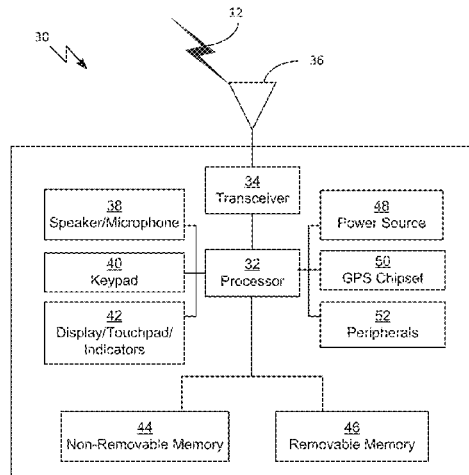 12
30
36
34
Transceiver
38
Speaker/Microphone
48
Power Source
40
Keypad
32
Processor
50
GPS Chipset
42
Display/Touchpad/
Indicators
52
Peripherals
44
Non-Removable Memory
46
Removable Memory